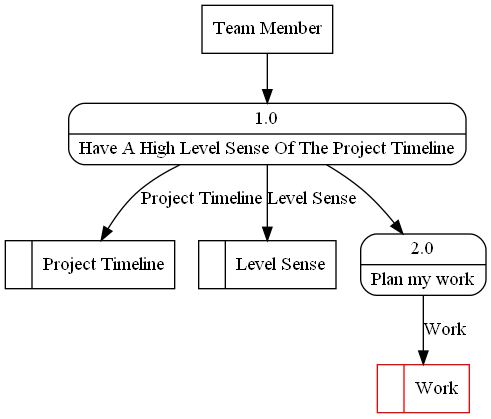 Team Member
1.0
Have A High Level Sense Of The Project Timeline
Project Timeline
Level Sense
Project Timeline
Level Sense
2.0
Plan my work
Work
Work